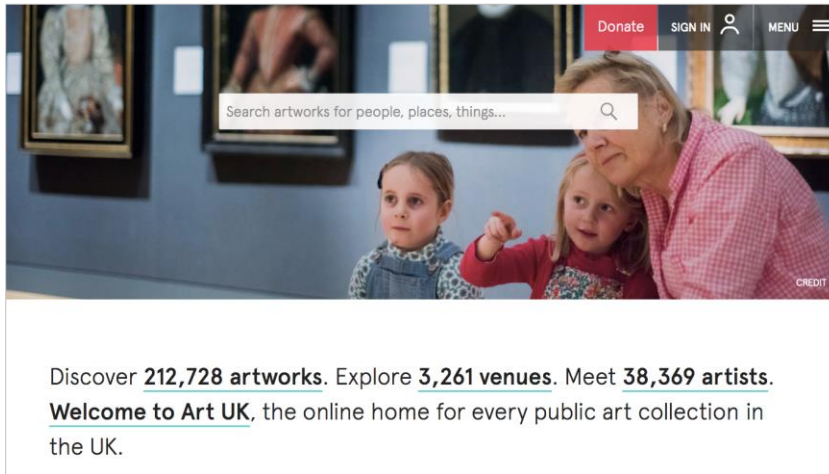 Donate SIGN IN MENU
Search artworks for people, places, things...
CREDIT
Discover 212,728 artworks. Explore 3,261 venues. Meet 38,369 artists.
Welcome to Art UK, the online home for every public art collection in
the UK.